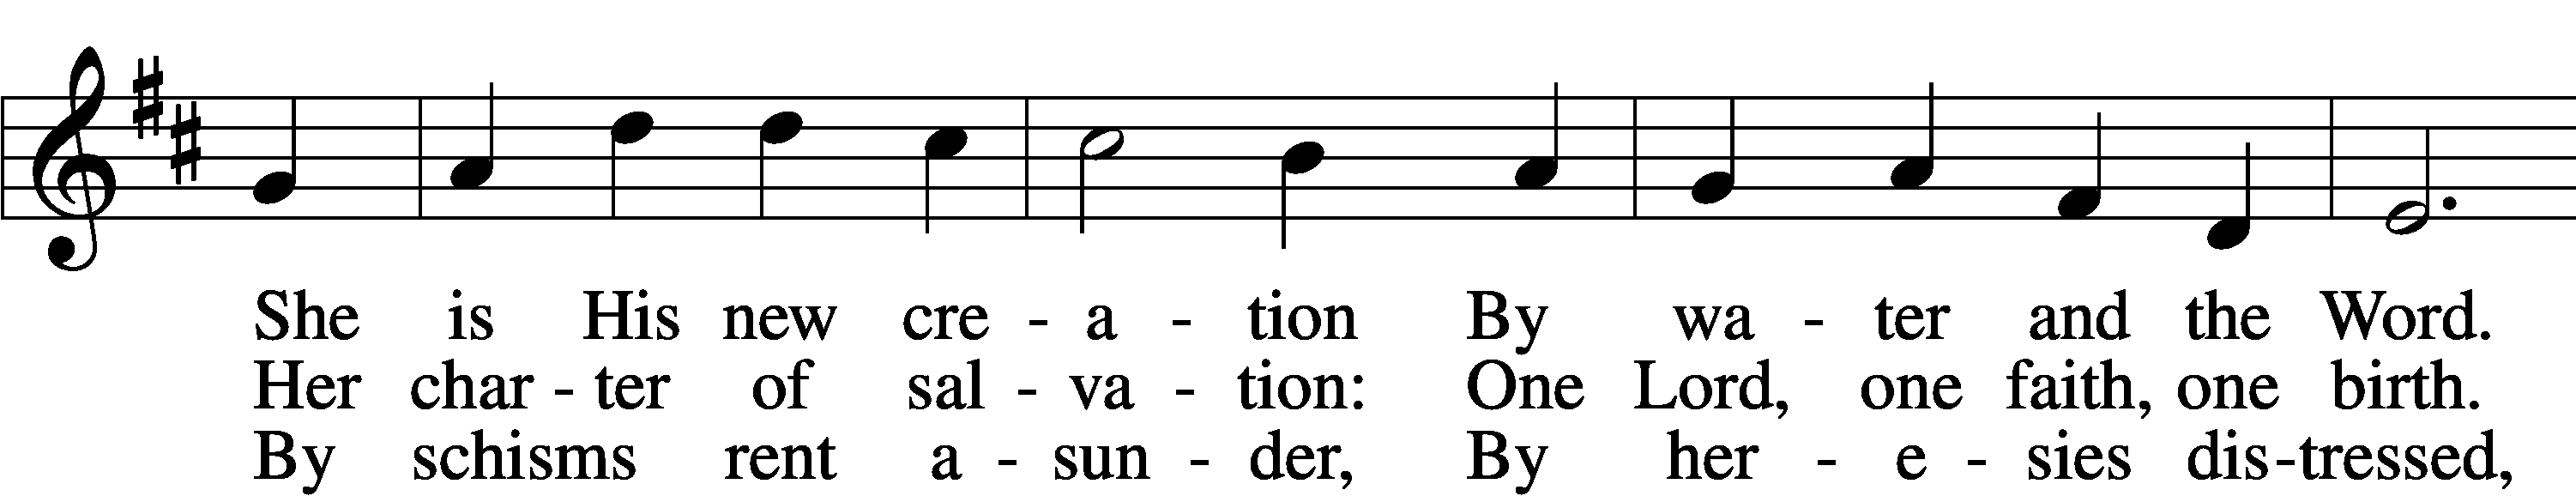 She is His new cre - a - tion By wa - ter and the Word.
Her char - ter of sal - va - tion: One Lord, one faith, one birth.
By schisms rent a - sun - der, By her - e - sies dis - tressed,